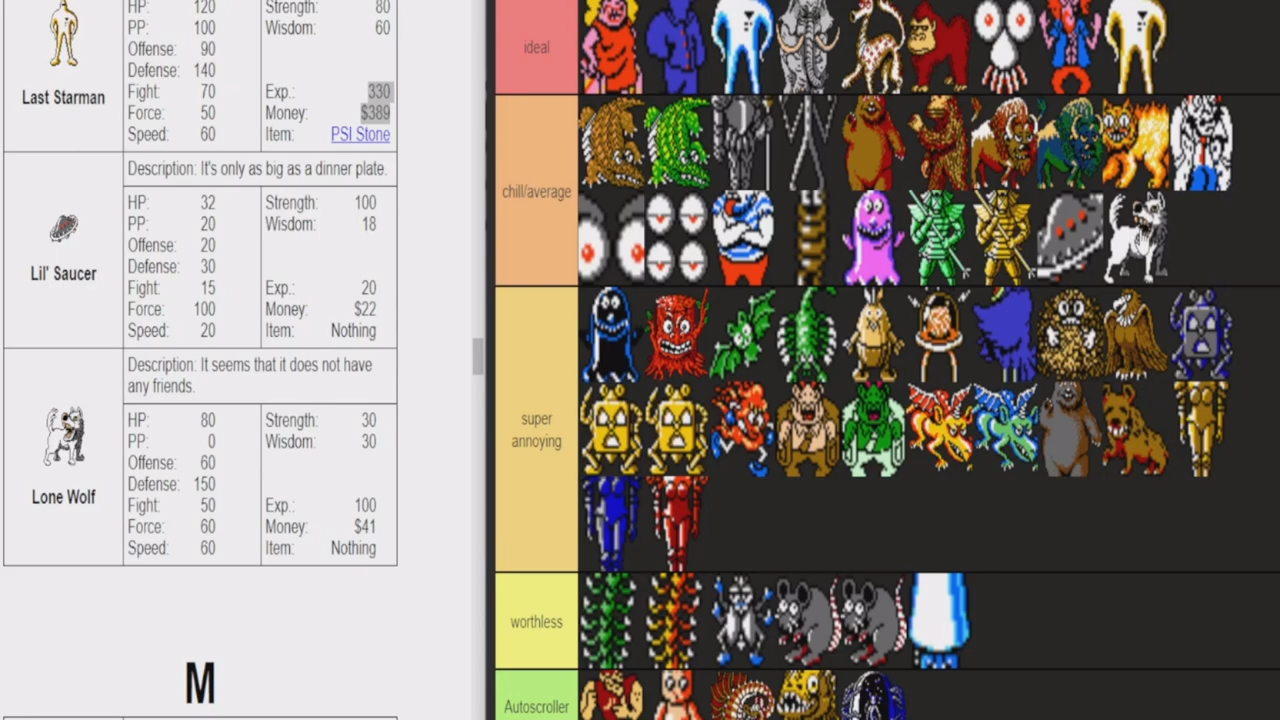 HP: 120 Strength: 80
PP: 100 Wisdom: 60
Offense: 90
Defense: 140
Fight: 70 Exp.: 330
Force: 50 Money: $389
Speed: 60 Item: PSI Stone
Last Starman
Description: It's only as big as a dinner plate.
HP: 32 Strength: 100
PP: 20 Wisdom: 18
Offense: 20
Defense: 30
Fight: 15 Exp.: 20
Force: 100 Money: $22
Speed: 20 Item: Nothing
Lil' Saucer
Description: It seems that it does not have
any friends.
HP: 80 Strength: 30
PP: 0 Wisdom: 30
Offense: 60
Defense: 150
Fight: 50 Exp.: 100
Force: 60 Money: $41
Speed: 60 Item: Nothing
Lone Wolf
M
ideal
chill/average
super
annoying
worthless
Autoscroller